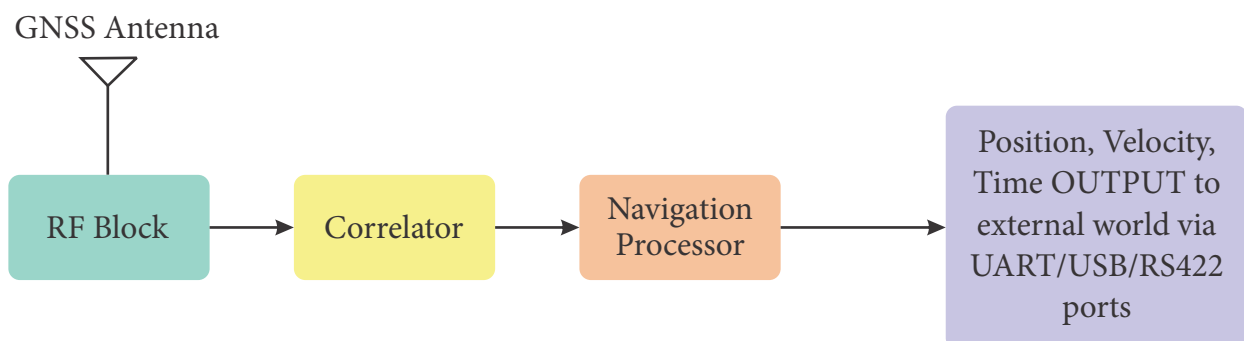 GNSS Antenna
RF Block
Correlator
Navigation
Processor
Position, Velocity,
Time OUTPUT to
external world via
UART/USB/RS422
ports